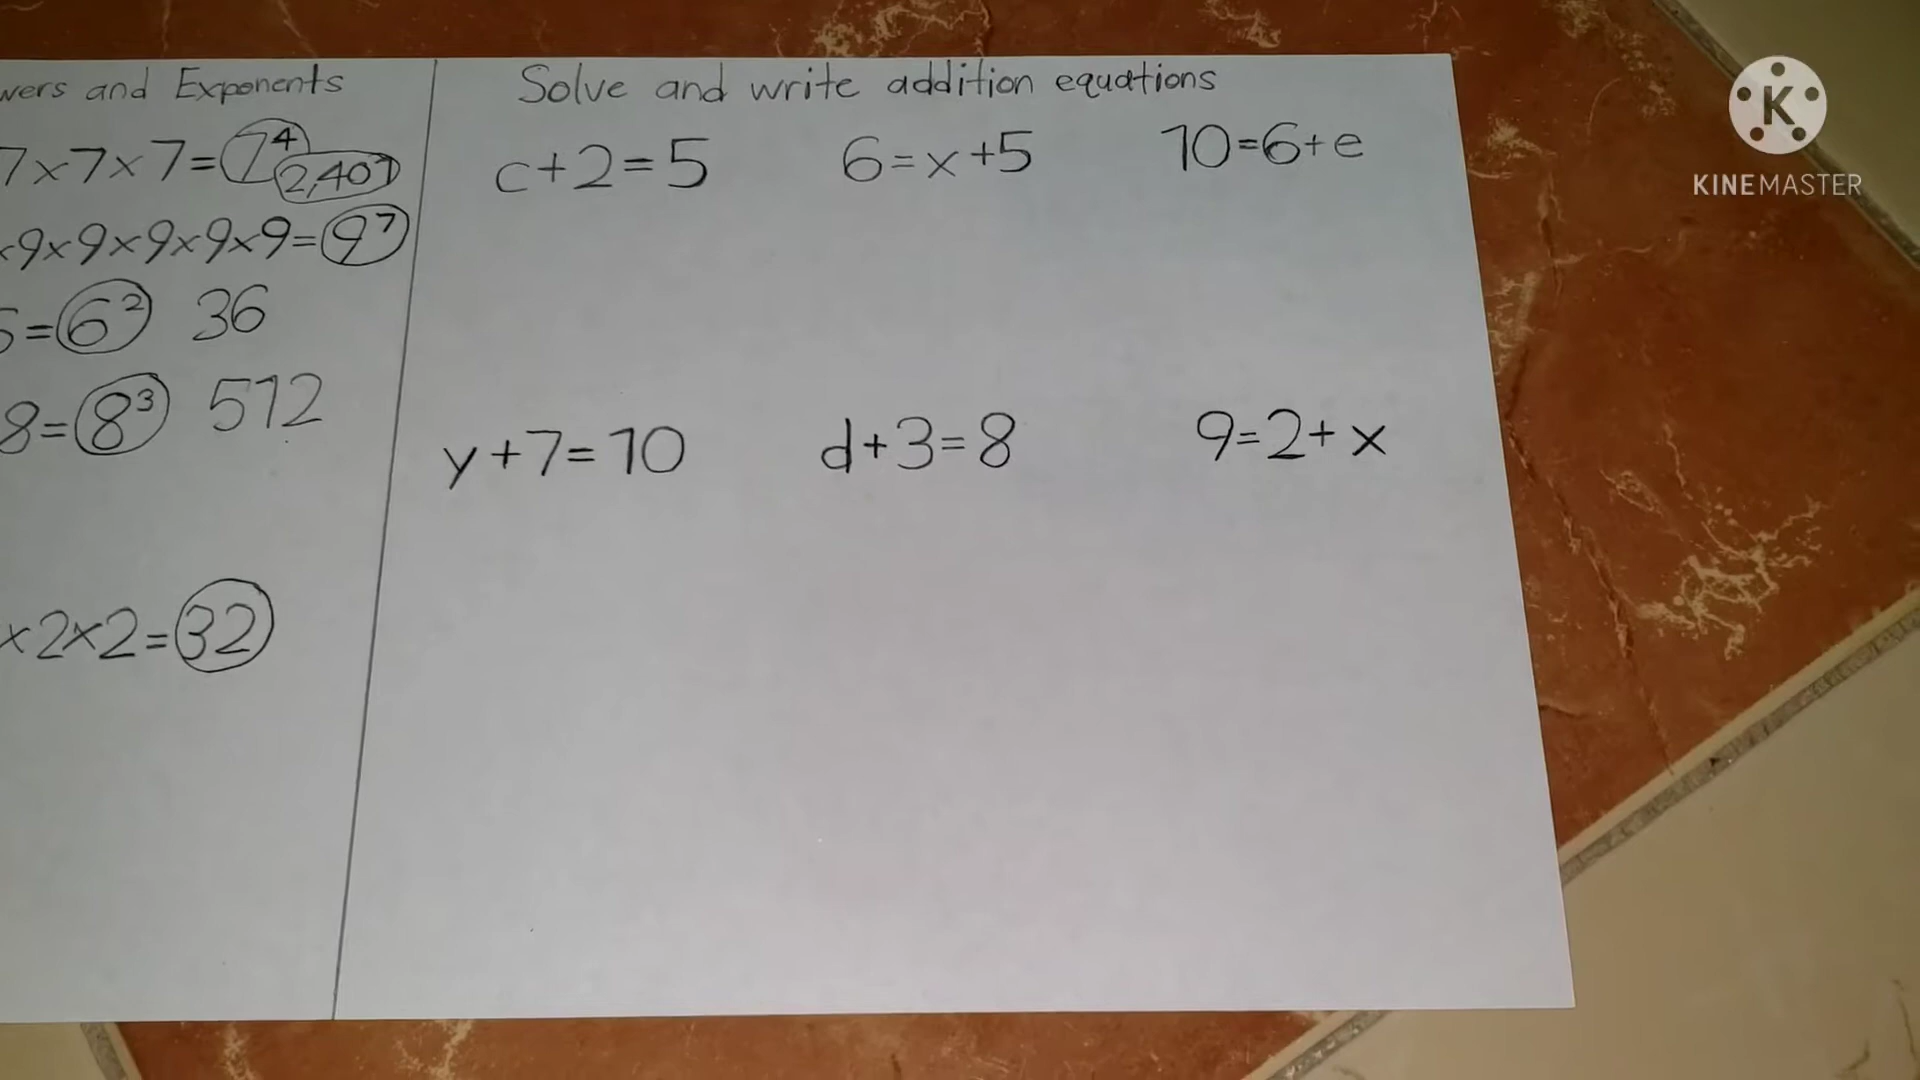 wers and Exponents
7×7×7=7⁴
2,401
×9×9×9×9×9=9⁷
6=6² 36
8=8³ 512
×2×2=32
Solve and write addition equations
c+2=5 6=x+5 10=6+e
y+7=10 d+3=8 9=2+x
K
KINEMASTER